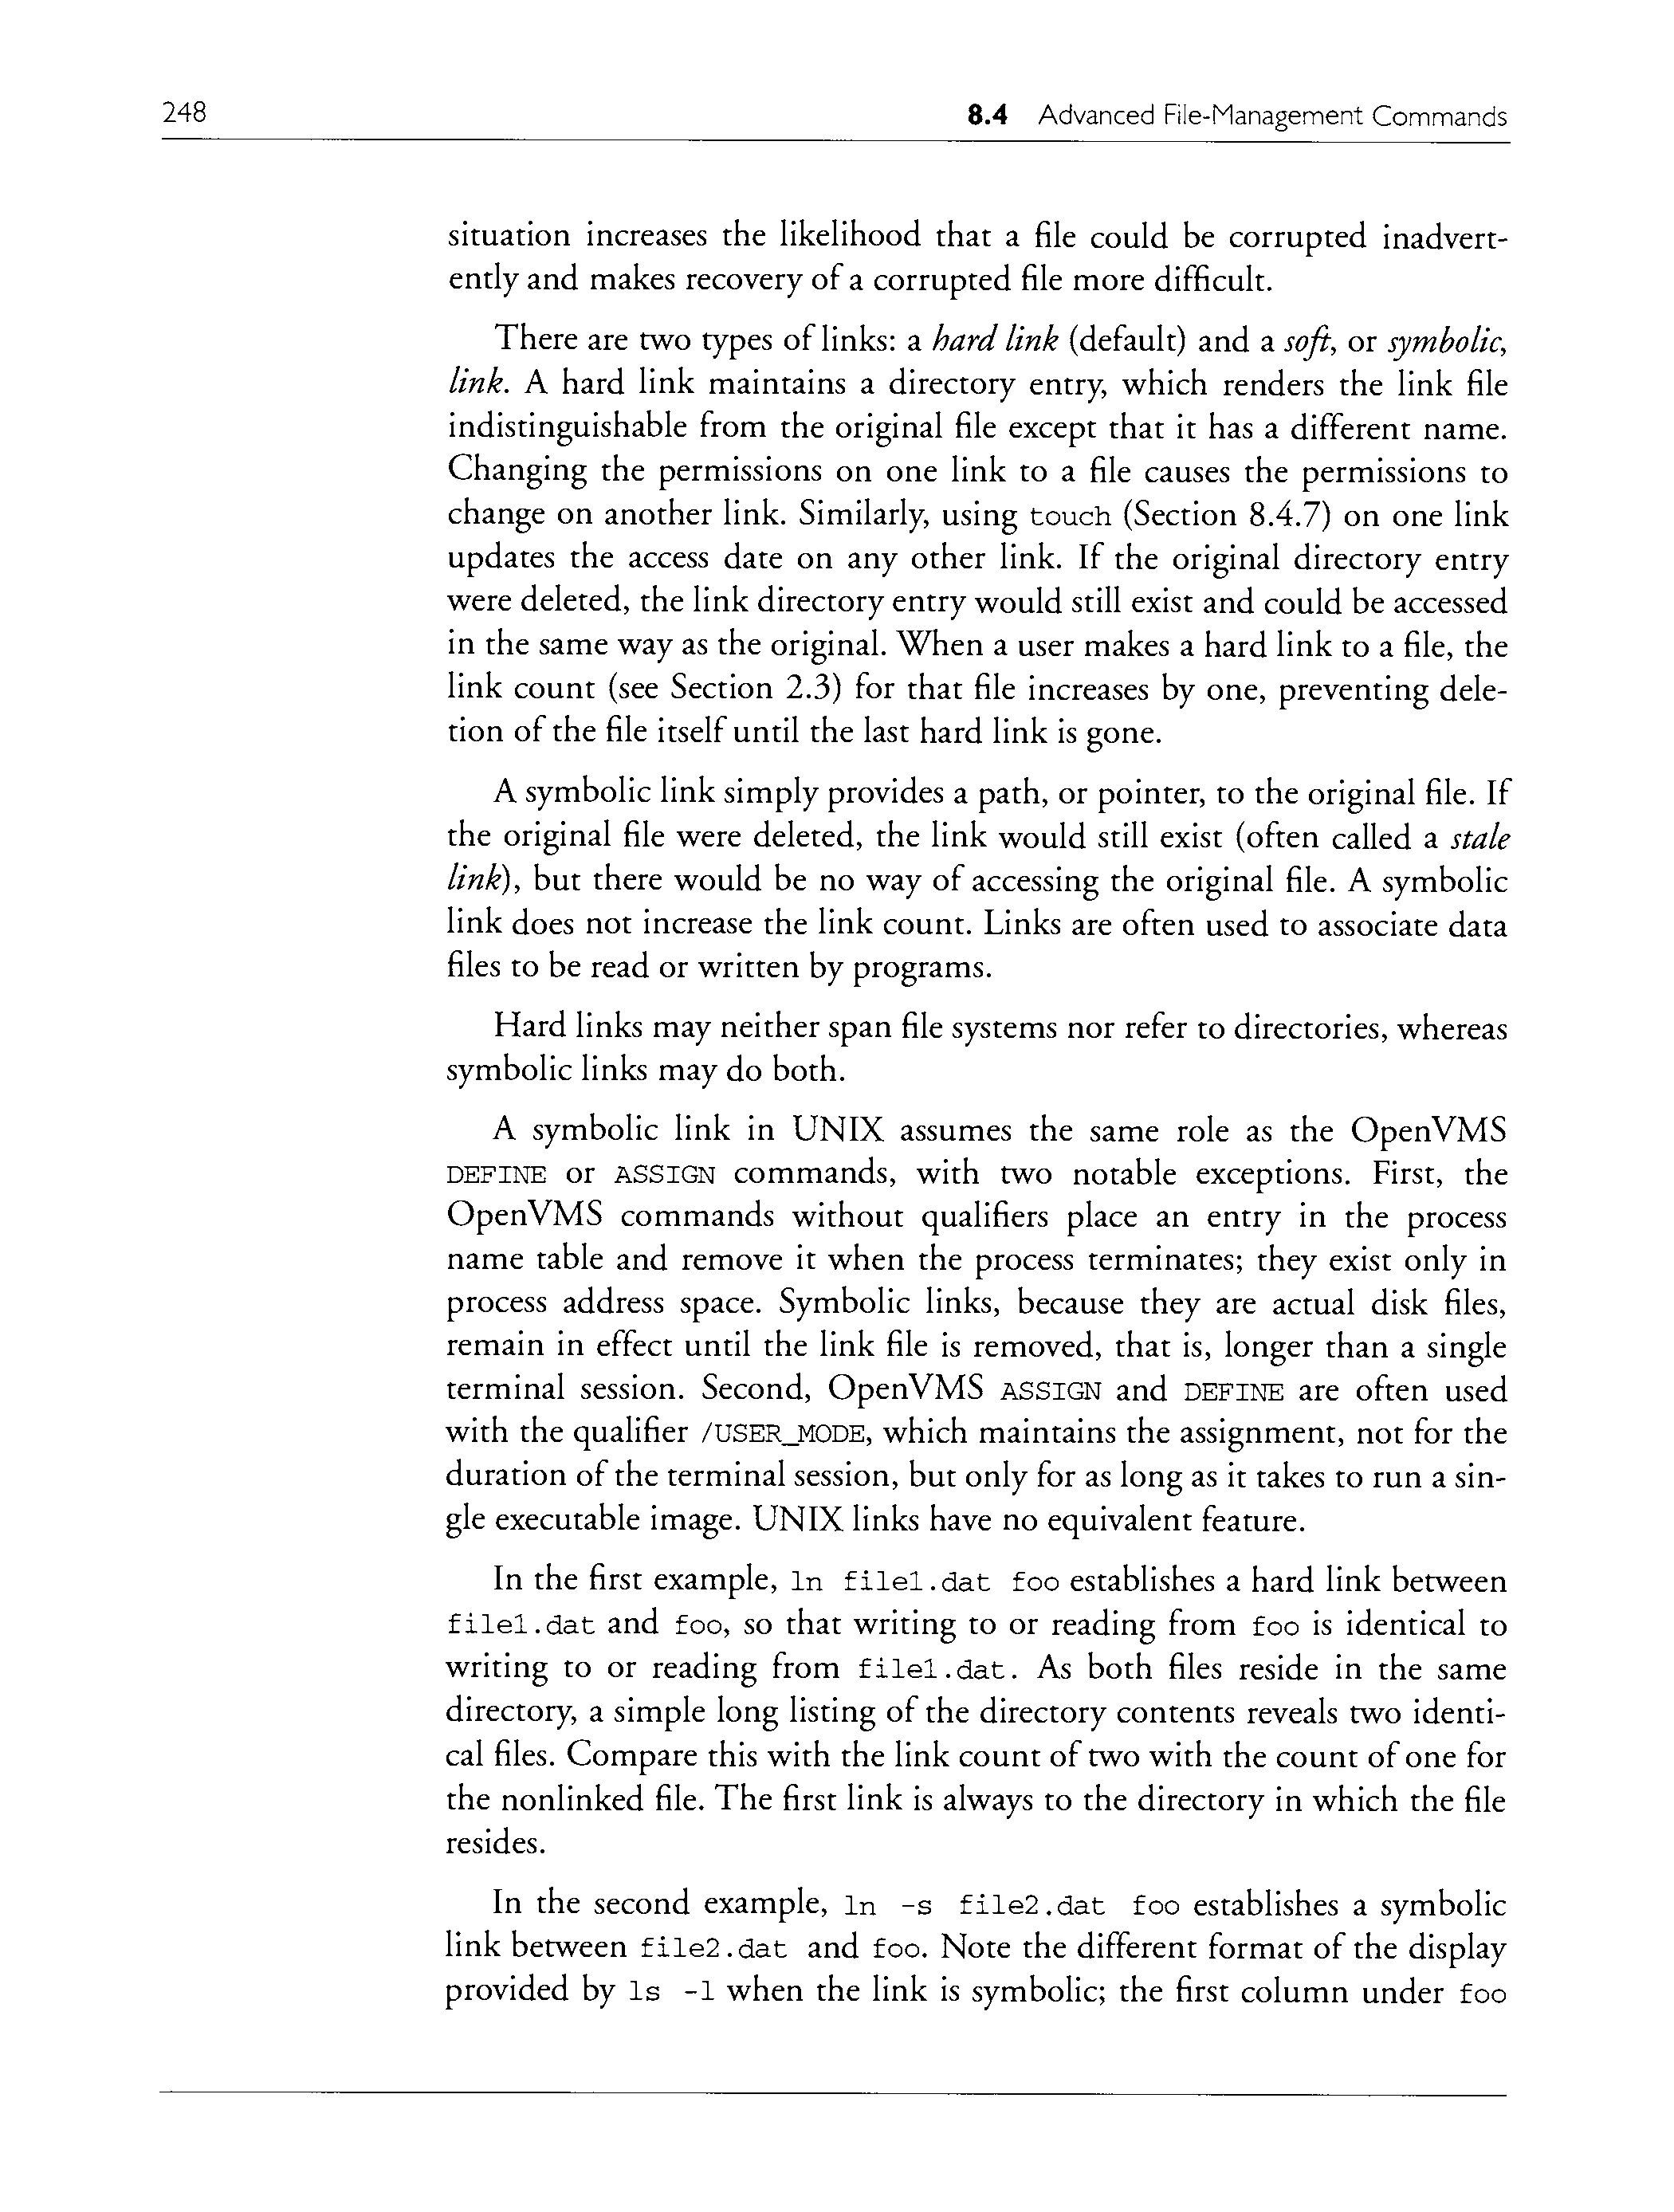 248
8.4 Advanced File-Management Commands
situation increases the likelihood that a file could be corrupted inadvert-
ently and makes recovery of a corrupted file more difficult.
There are two types of links: a hard link (default) and a soft, or symbolic,
link. A hard link maintains a directory entry, which renders the link file
indistinguishable from the original file except that it has a different name.
Changing the permissions on one link to a file causes the permissions to
change on another link. Similarly, using touch (Section 8.4.7) on one link
updates the access date on any other link. If the original directory entry
were deleted, the link directory entry would still exist and could be accessed
in the same way as the original. When a user makes a hard link to a file, the
link count (see Section 2.3) for that file increases by one, preventing dele-
tion of the file itself until the last hard link is gone.
A symbolic link simply provides a path, or pointer, to the original file. If
the original file were deleted, the link would still exist (often called a stale
link), but there would be no way of accessing the original file. A symbolic
link does not increase the link count. Links are often used to associate data
files to be read or written by programs.
Hard links may neither span file systems nor refer to directories, whereas
symbolic links may do both.
A symbolic link in UNIX assumes the same role as the OpenVMS
DEFINE or ASSIGN commands, with two notable exceptions. First, the
OpenVMS commands without qualifiers place an entry in the process
name table and remove it when the process terminates; they exist only in
process address space. Symbolic links, because they are actual disk files,
remain in effect until the link file is removed, that is, longer than a single
terminal session. Second, OpenVMS ASSIGN and DEFINE are often used
with the qualifier /USER_MODE, which maintains the assignment, not for the
duration of the terminal session, but only for as long as it takes to run a sin-
gle executable image. UNIX links have no equivalent feature.
In the first example, ln file1.dat foo establishes a hard link between
file1.dat and foo, so that writing to or reading from foo is identical to
writing to or reading from file1.dat. As both files reside in the same
directory, a simple long listing of the directory contents reveals two identi-
cal files. Compare this with the link count of two with the count of one for
the nonlinked file. The first link is always to the directory in which the file
resides.
In the second example, ln -s file2.dat foo establishes a symbolic
link between file2.dat and foo. Note the different format of the display
provided by ls -l when the link is symbolic; the first column under foo